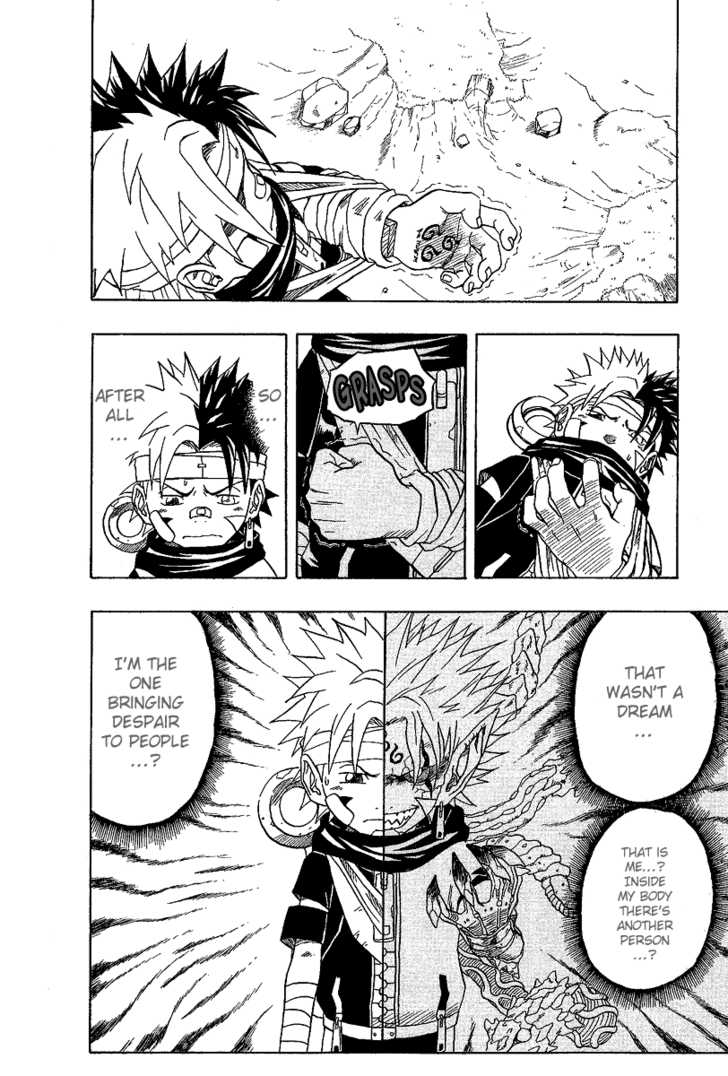 GRASPS
SO
...
AFTER
ALL
...
THAT
WASN'T A
DREAM
...
THAT IS
ME...?
INSIDE
MY BODY
THERE'S
ANOTHER
PERSON
...?
I'M THE
ONE
BRINGING
DESPAIR
TO PEOPLE
...?